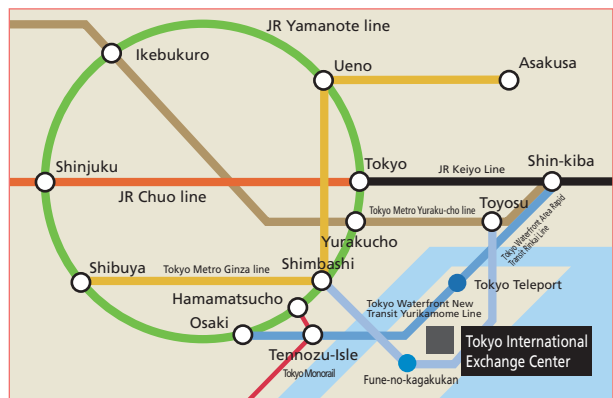 JR Yamanote line
Ikebukuro
Ueno
Asakusa
Shinjuku
Tokyo
JR Keiyo Line
Shin-kiba
JR Chuo line
Tokyo Metro Yuraku-cho line
Toyosu
Yurakucho
Tokyo Waterfront Area Rapid
Transit Rinkai Line
Shibuya
Tokyo Metro Ginza line
Shimbashi
Hamamatsucho
Tokyo Teleport
Osaki
Tokyo Waterfront New
Transit Yurikamome Line
Tennozu-Isle
Tokyo Monorail
Tokyo International
Exchange Center
Fune-no-kagakukan